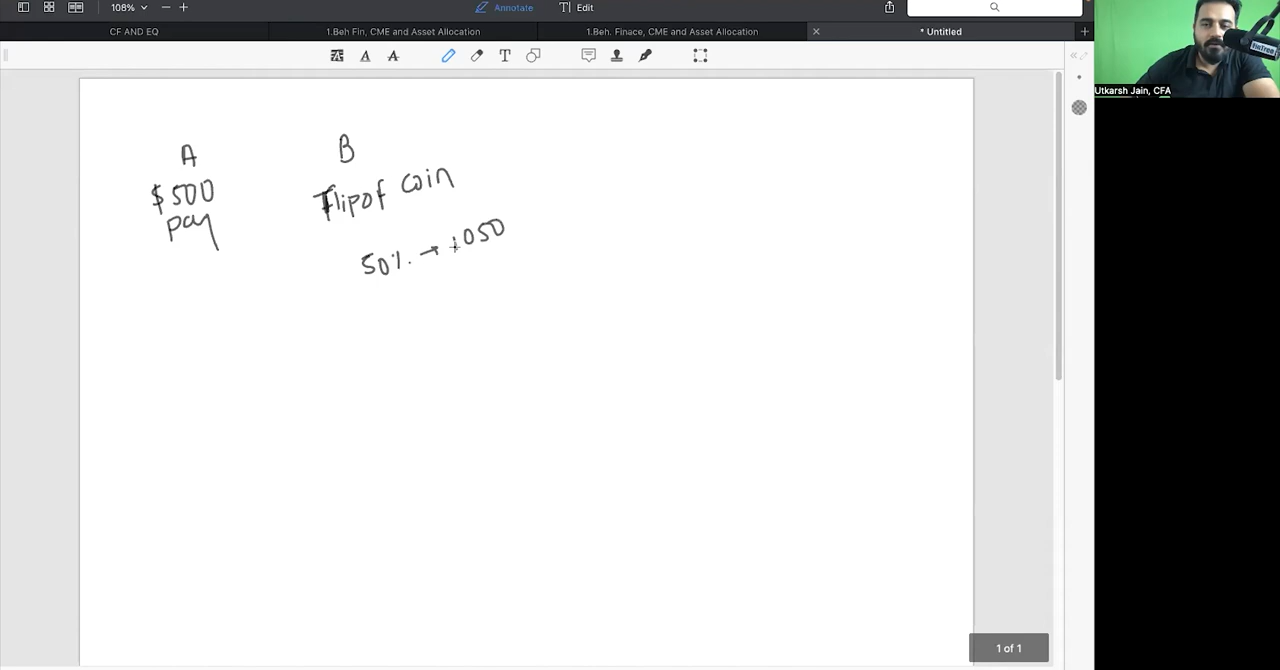 108%
Annotate
Edit
CF AND EQ
1.Beh Fin, CME and Asset Allocation
1.Beh. Finace, CME and Asset Allocation
* Untitled
FinTree
Utkarsh Jain, CFA
A
B
$500
pay
Flip of coin
50% → 1050
1 of 1